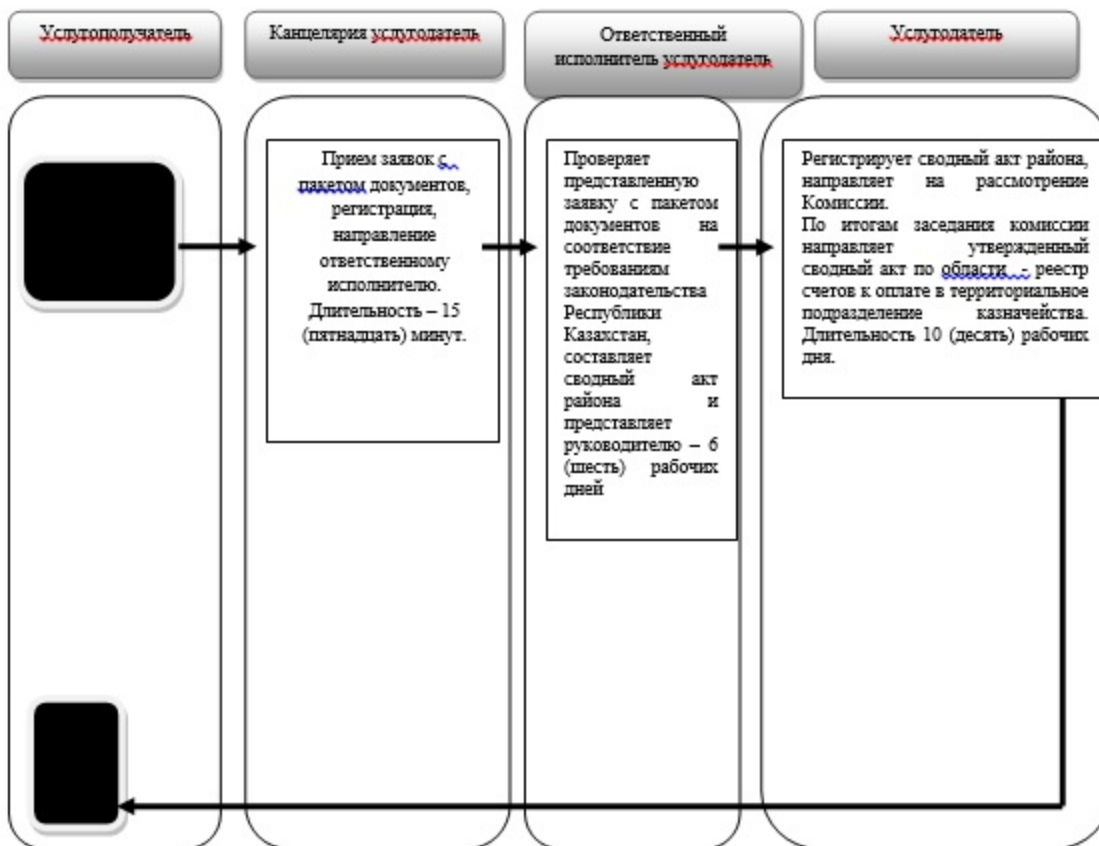 Услугополучатель
Канцелярия услугодатель
Ответственный
исполнитель услугодатель
Услугодатель
Прием заявок с
пакетом документов,
регистрация,
направление
ответственному
исполнителю.
Длительность – 15
(пятнадцать) минут.
Проверяет
представленную
заявку с пакетом
документов на
соответствие
требованиям
законодательства
Республики
Казахстан,
составляет
сводный акт
района и
представляет
руководителю – 6
(шесть) рабочих
дней
Регистрирует сводный акт района,
направляет на рассмотрение
Комиссии.
По итогам заседания комиссии
направляет утвержденный
сводный акт по области - реестр
счетов к оплате в территориальное
подразделение казначейства.
Длительность 10 (десять) рабочих
дня.